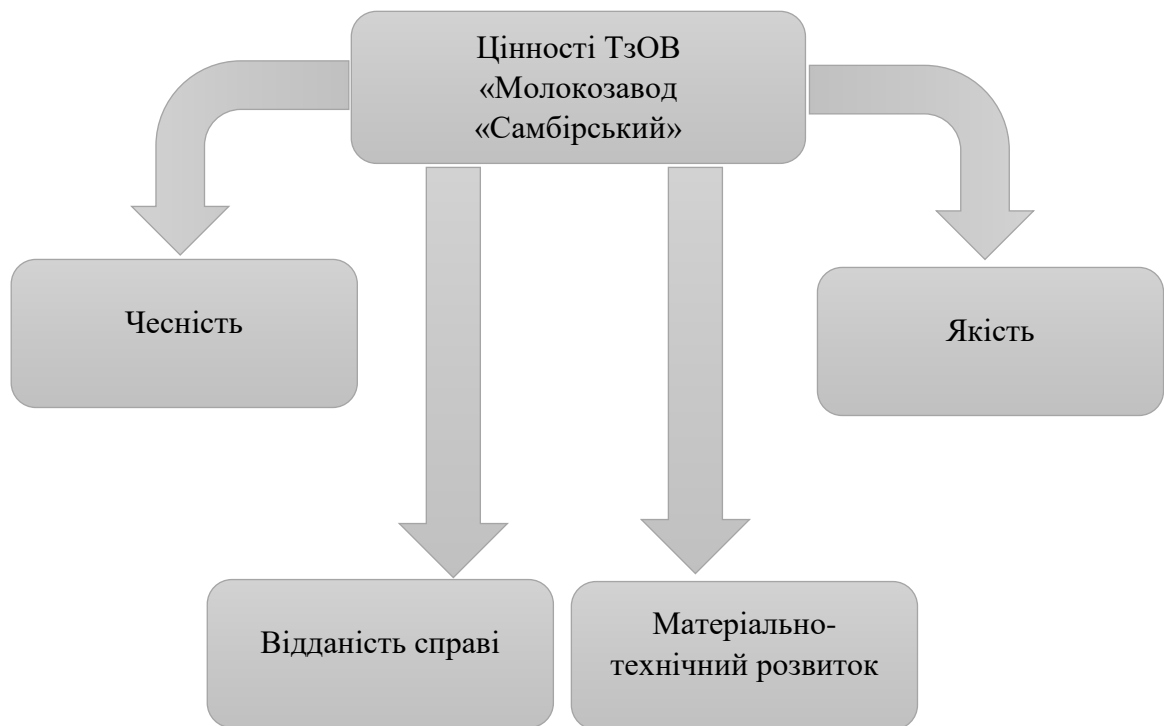 Цінності ТзОВ
«Молокозавод
«Самбірський»
Чесність
Якість
Відданість справі
Матеріально-
технічний розвиток